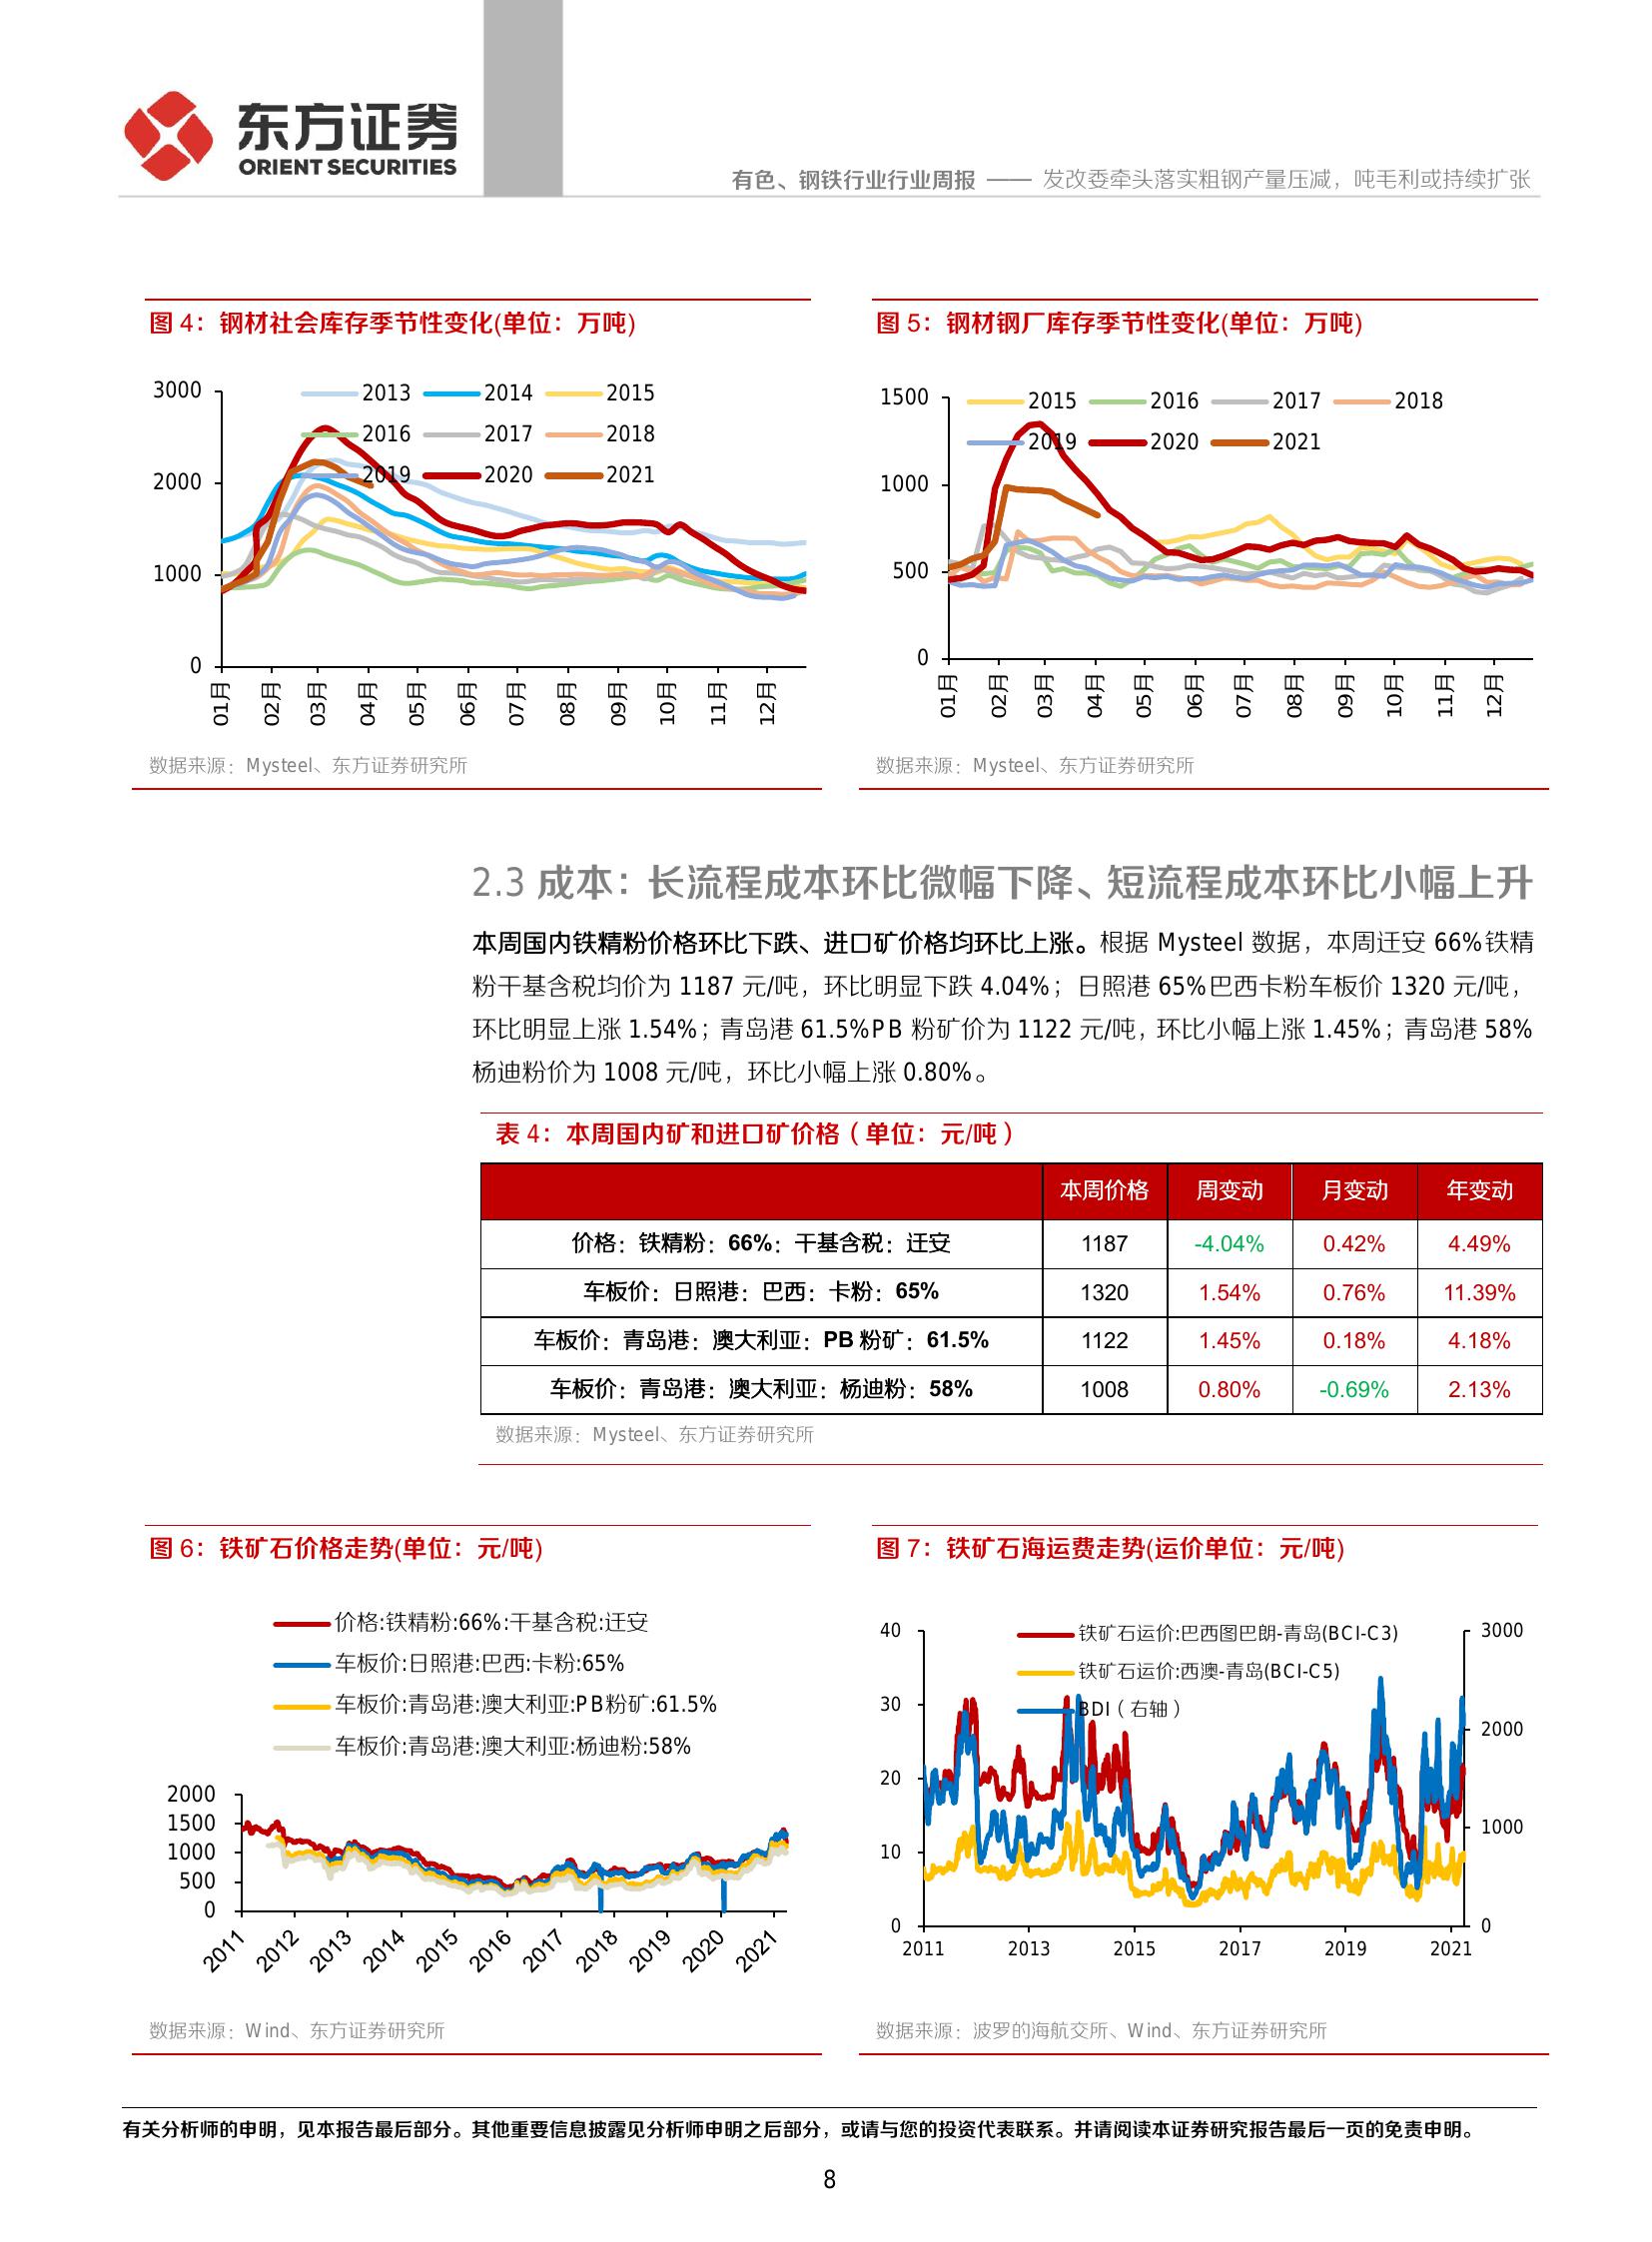 东方证券
ORIENT SECURITIES
有色、钢铁行业行业周报 —— 发改委牵头落实粗钢产量压减，吨毛利或持续扩张
图 4：钢材社会库存季节性变化(单位：万吨)
3000
2000
1000
0
2013 2014 2015
2016 2017 2018
2019 2020 2021
01月 02月 03月 04月 05月 06月 07月 08月 09月 10月 11月 12月
数据来源：Mysteel、东方证券研究所
图 5：钢材钢厂库存季节性变化(单位：万吨)
1500
1000
500
0
2015 2016 2017 2018
2019 2020 2021
01月 02月 03月 04月 05月 06月 07月 08月 09月 10月 11月 12月
数据来源：Mysteel、东方证券研究所
2.3 成本：长流程成本环比微幅下降、短流程成本环比小幅上升
本周国内铁精粉价格环比下跌、进口矿价格均环比上涨。根据 Mysteel 数据，本周迁安 66%铁精
粉干基含税均价为 1187 元/吨，环比明显下跌 4.04%；日照港 65%巴西卡粉车板价 1320 元/吨，
环比明显上涨 1.54%；青岛港 61.5%PB 粉矿价为 1122 元/吨，环比小幅上涨 1.45%；青岛港 58%
杨迪粉价为 1008 元/吨，环比小幅上涨 0.80%。
表 4：本周国内矿和进口矿价格（单位：元/吨）
本周价格 周变动 月变动 年变动
价格：铁精粉：66%：干基含税：迁安 1187 -4.04% 0.42% 4.49%
车板价：日照港：巴西：卡粉：65% 1320 1.54% 0.76% 11.39%
车板价：青岛港：澳大利亚：PB 粉矿：61.5% 1122 1.45% 0.18% 4.18%
车板价：青岛港：澳大利亚：杨迪粉：58% 1008 0.80% -0.69% 2.13%
数据来源：Mysteel、东方证券研究所
图 6：铁矿石价格走势(单位：元/吨)
价格:铁精粉:66%:干基含税:迁安
车板价:日照港:巴西:卡粉:65%
车板价:青岛港:澳大利亚:PB粉矿:61.5%
车板价:青岛港:澳大利亚:杨迪粉:58%
2000
1500
1000
500
0
2011 2012 2013 2014 2015 2016 2017 2018 2019 2020 2021
数据来源：Wind、东方证券研究所
图 7：铁矿石海运费走势(运价单位：元/吨)
铁矿石运价:巴西图巴朗-青岛(BCI-C3)
铁矿石运价:西澳-青岛(BCI-C5)
BDI（右轴）
40
30
20
10
0
3000
2000
1000
0
2011 2013 2015 2017 2019 2021
数据来源：波罗的海航交所、Wind、东方证券研究所
有关分析师的申明，见本报告最后部分。其他重要信息披露见分析师申明之后部分，或请与您的投资代表联系。并请阅读本证券研究报告最后一页的免责申明。
8